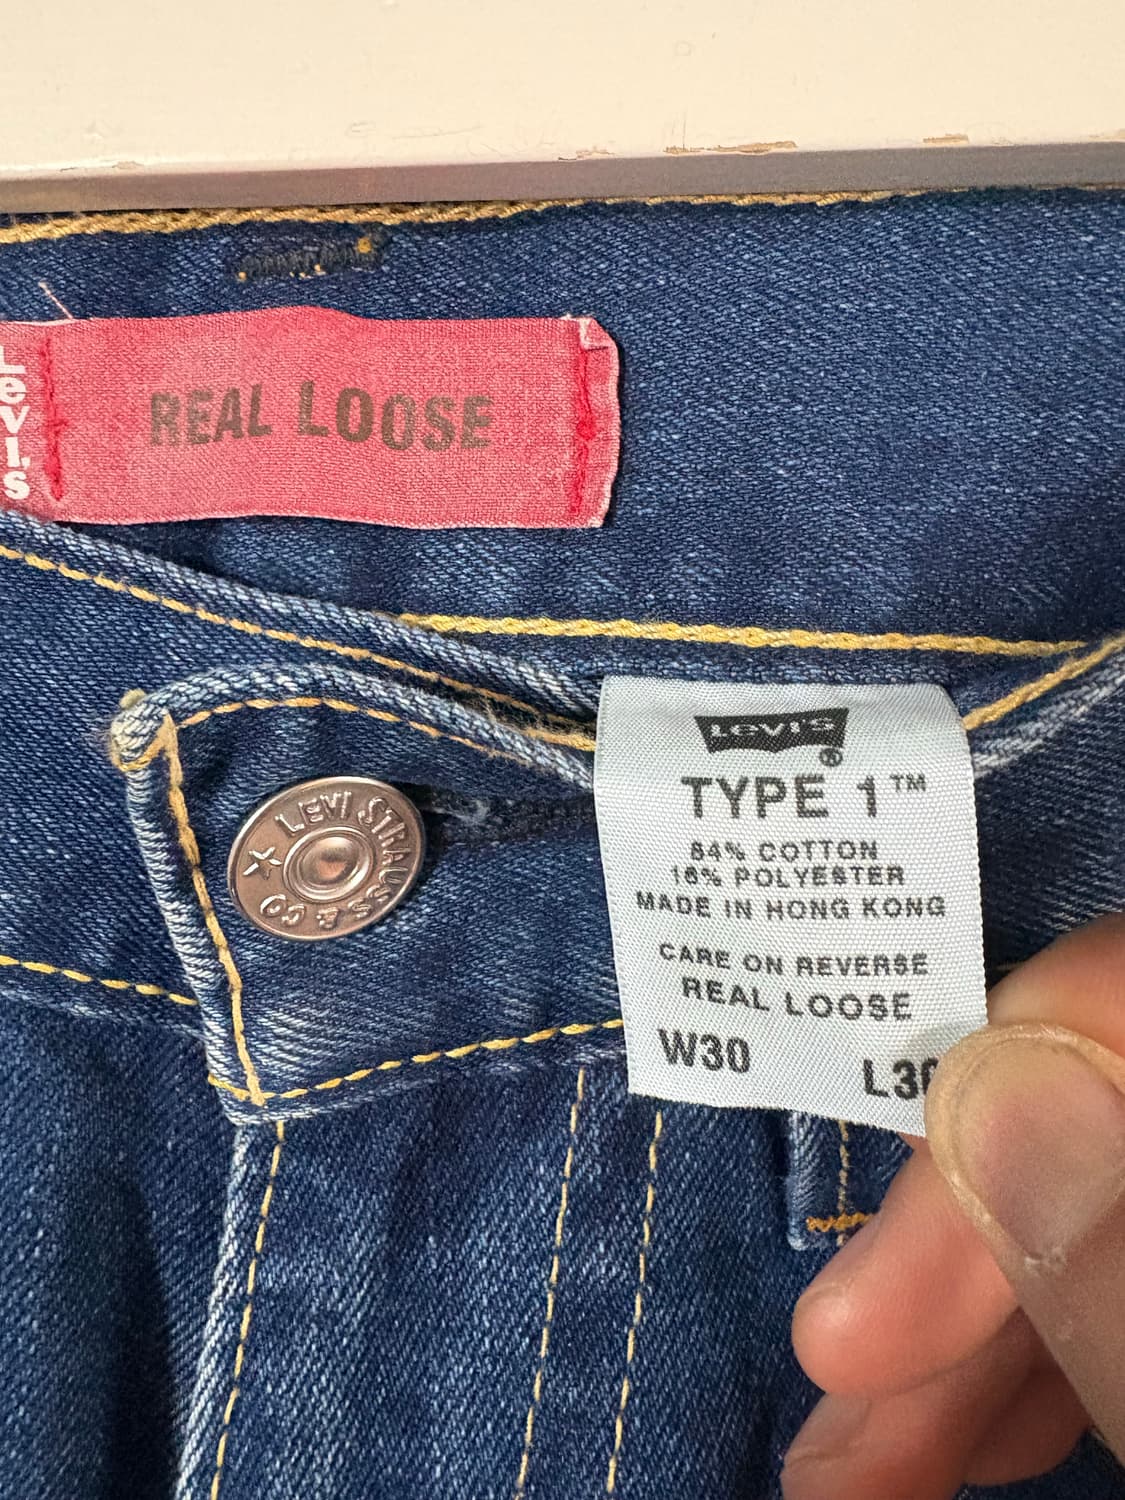 Levi's
REAL LOOSE
LEVI STRAUSS & CO
Levi's
®
TYPE 1™
84% COTTON
16% POLYESTER
MADE IN HONG KONG
CARE ON REVERSE
REAL LOOSE
W30